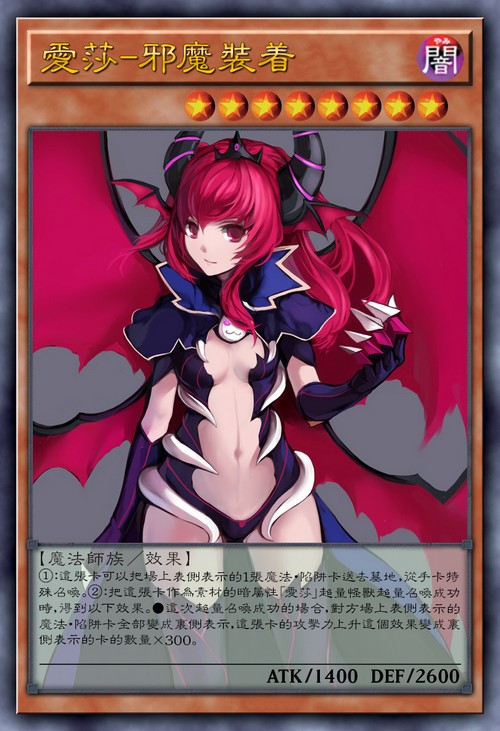 愛莎-邪魔裝着
やみ
闇
【魔法師族／效果】
①:這張卡可以把場上表側表示的1張魔法·陷阱卡送去墓地,從手卡特
殊召喚。②:把這張卡作為素材的暗屬性「愛莎」超量怪獸超量召喚成功
時,得到以下效果。●這次超量召喚成功的場合,對方場上表側表示的
魔法·陷阱卡全部變成裏側表示,這張卡的攻擊力上升這個效果變成裏
側表示的卡的數量×300。
ATK/1400 DEF/2600